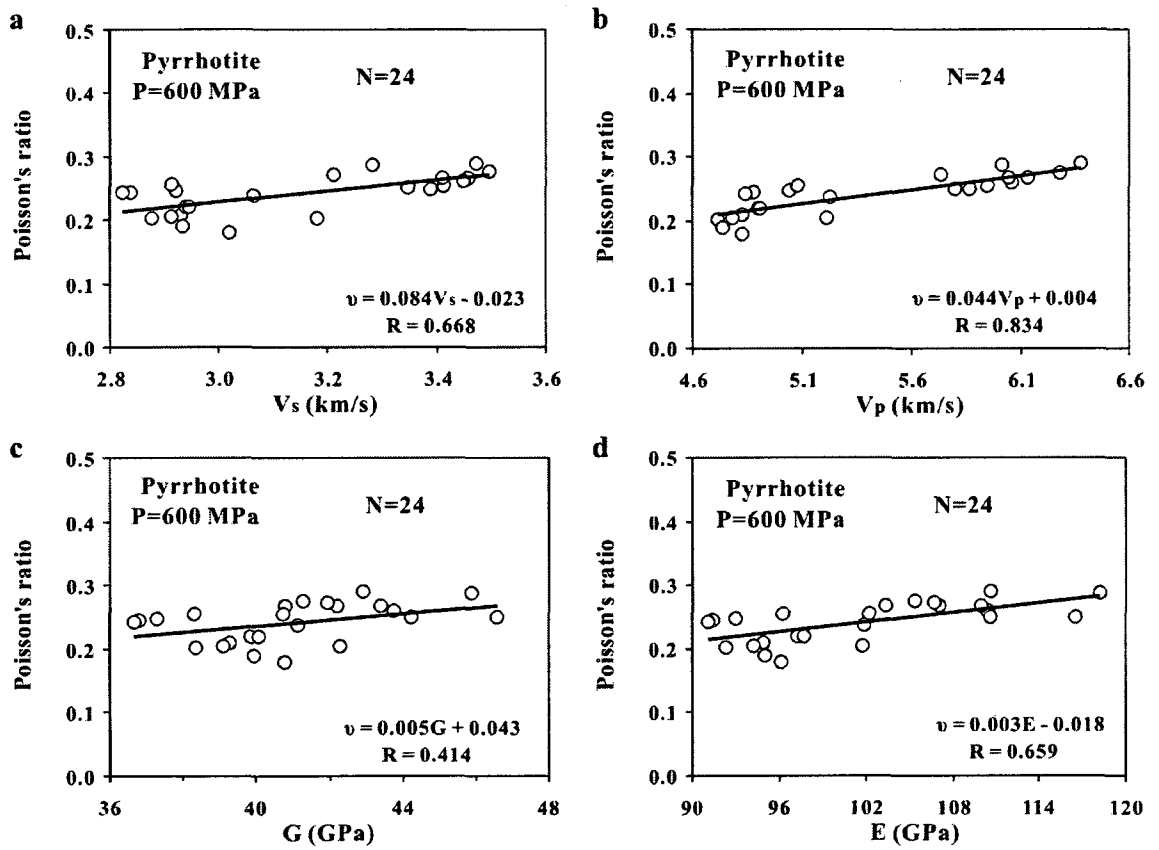 a
0.5
0.4
0.3
0.2
0.1
0.0
Poisson's ratio
Pyrrhotite
P=600 MPa
N=24
υ = 0.084Vs - 0.023
R = 0.668
2.8 3.0 3.2 3.4 3.6
Vs (km/s)
b
0.5
0.4
0.3
0.2
0.1
0.0
Poisson's ratio
Pyrrhotite
P=600 MPa
N=24
υ = 0.044Vp + 0.004
R = 0.834
4.6 5.1 5.6 6.1 6.6
Vp (km/s)
c
0.5
0.4
0.3
0.2
0.1
0.0
Poisson's ratio
Pyrrhotite
P=600 MPa
N=24
υ = 0.005G + 0.043
R = 0.414
36 40 44 48
G (GPa)
d
0.5
0.4
0.3
0.2
0.1
0.0
Poisson's ratio
Pyrrhotite
P=600 MPa
N=24
υ = 0.003E - 0.018
R = 0.659
90 96 102 108 114 120
E (GPa)